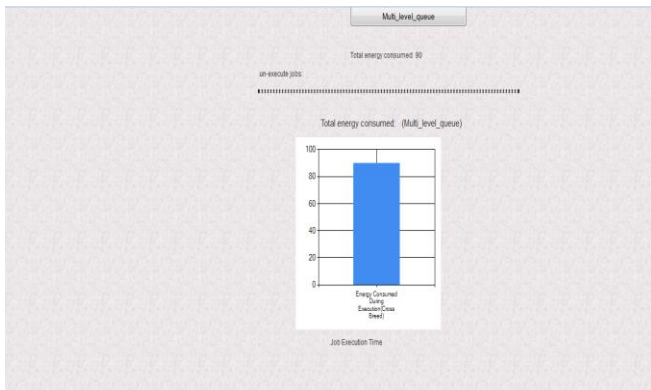 Multi_level_queue
Total energy consumed: 90
un-execute jobs:
Total energy consumed: (Multi_level_queue)
100
80
60
40
20
0
Energy Consumed
During
Execution(Cross
Breed)
Job Execution Time